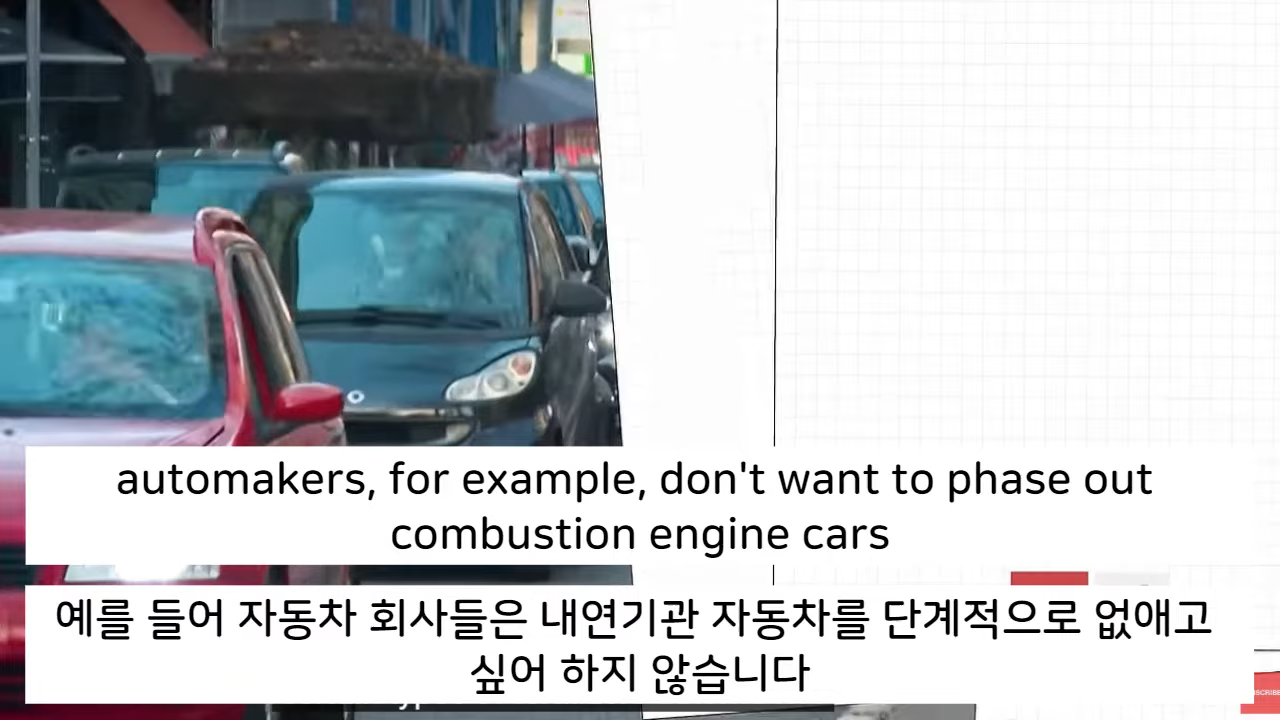 automakers, for example, don't want to phase out
combustion engine cars
예를 들어 자동차 회사들은 내연기관 자동차를 단계적으로 없애고
싶어 하지 않습니다